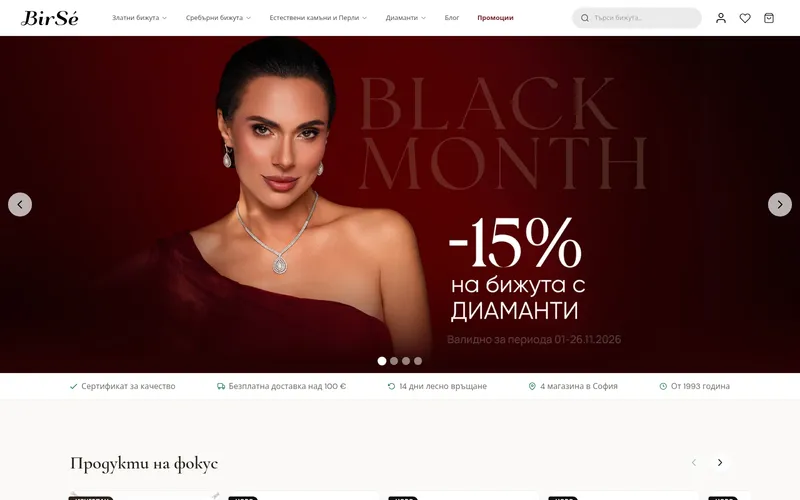 BirSé
Златни бижута
Сребърни бижута
Естествени камъни и Перли
Диаманти
Блог
Промоции
Търси бижута...
BLACK
MONTH
-15%
на бижута с
ДИАМАНТИ
Валидно за периода 01-26.11.2026
Сертификат за качество
Безплатна доставка над 100 €
14 дни лесно връщане
4 магазина в София
От 1993 година
Продукти на фокус